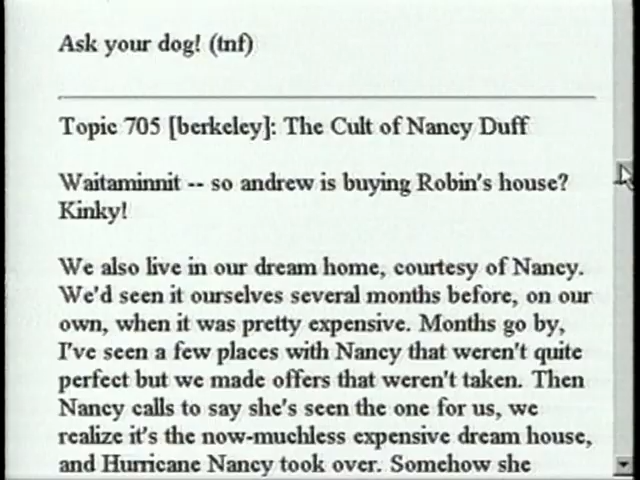 Ask your dog! (tnf)
Topic 705 [berkeley]: The Cult of Nancy Duff
Waitaminnit -- so andrew is buying Robin's house?
Kinky!
We also live in our dream home, courtesy of Nancy.
We'd seen it ourselves several months before, on our
own, when it was pretty expensive. Months go by,
I've seen a few places with Nancy that weren't quite
perfect but we made offers that weren't taken. Then
Nancy calls to say she's seen the one for us, we
realize it's the now-muchless expensive dream house,
and Hurricane Nancy took over. Somehow she